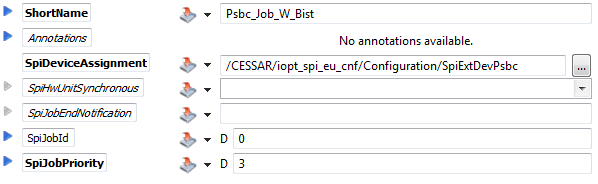 ShortName Psbc_Job_W_Bist
Annotations No annotations available.
SpiDeviceAssignment /CESSAR/iopt_spi_eu_cnf/Configuration/SpiExtDevPsbc ...
SpiHwUnitSynchronous
SpiJobEndNotification
SpiJobId D 0
SpiJobPriority D 3